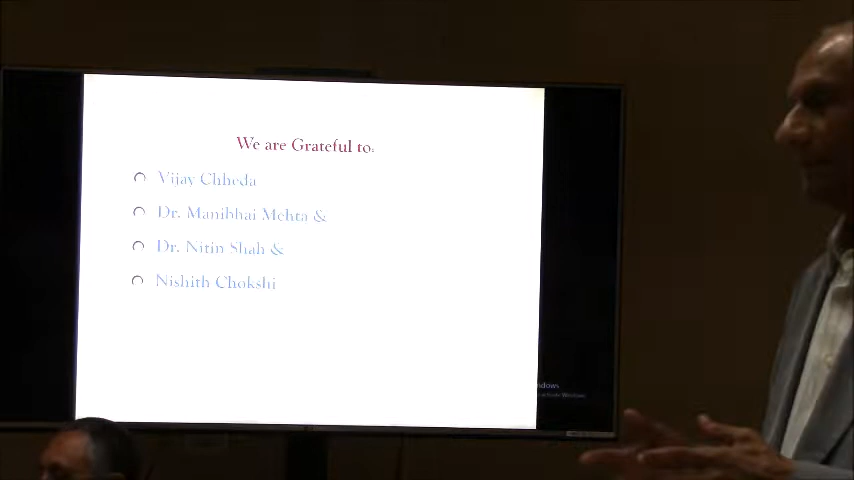 We are Grateful to:
Vijay Chheda
Dr. Manibhai Mehta &
Dr. Nitin Shah &
Nishith Chokshi